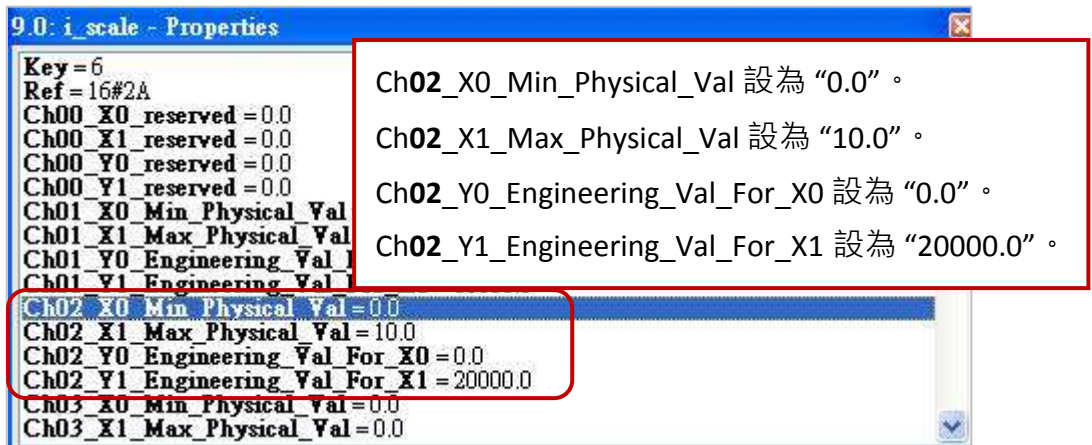 9.0: i_scale - Properties
Key = 6
Ref = 16#2A
Ch00_X0_reserved = 0.0
Ch00_X1_reserved = 0.0
Ch00_Y0_reserved = 0.0
Ch00_Y1_reserved = 0.0
Ch01_X0_Min_Physical_Val
Ch01_X1_Max_Physical_Val
Ch01_Y0_Engineering_Val
Ch01_Y1_Engineering_Val
Ch02_X0_Min_Physical_Val = 0.0
Ch02_X1_Max_Physical_Val = 10.0
Ch02_Y0_Engineering_Val_For_X0 = 0.0
Ch02_Y1_Engineering_Val_For_X1 = 20000.0
Ch03_X0_Min_Physical_Val = 0.0
Ch03_X1_Max_Physical_Val = 0.0
Ch02_X0_Min_Physical_Val 設為 “0.0”。
Ch02_X1_Max_Physical_Val 設為 “10.0”。
Ch02_Y0_Engineering_Val_For_X0 設為 “0.0”。
Ch02_Y1_Engineering_Val_For_X1 設為 “20000.0”。